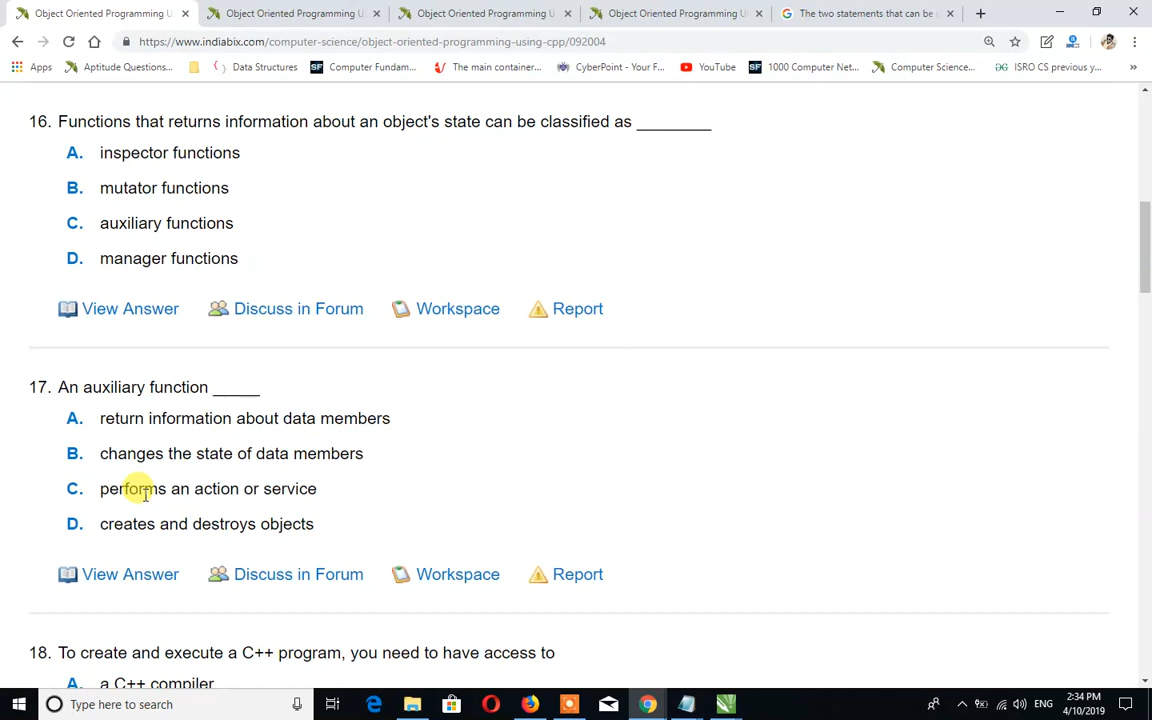 Object Oriented Programming U
Object Oriented Programming U
Object Oriented Programming U
Object Oriented Programming U
The two statements that can be
https://www.indiabix.com/computer-science/object-oriented-programming-using-cpp/092004
Apps
Aptitude Questions...
Data Structures
Computer Fundam...
The main container...
CyberPoint - Your F...
YouTube
1000 Computer Net...
Computer Science...
ISRO CS previous y...
»
16. Functions that returns information about an object's state can be classified as ________
A. inspector functions
B. mutator functions
C. auxiliary functions
D. manager functions
View Answer Discuss in Forum Workspace Report
17. An auxiliary function _____
A. return information about data members
B. changes the state of data members
C. performs an action or service
D. creates and destroys objects
View Answer Discuss in Forum Workspace Report
18. To create and execute a C++ program, you need to have access to
A. a C++ compiler
Type here to search
ENG
2:34 PM
4/10/2019